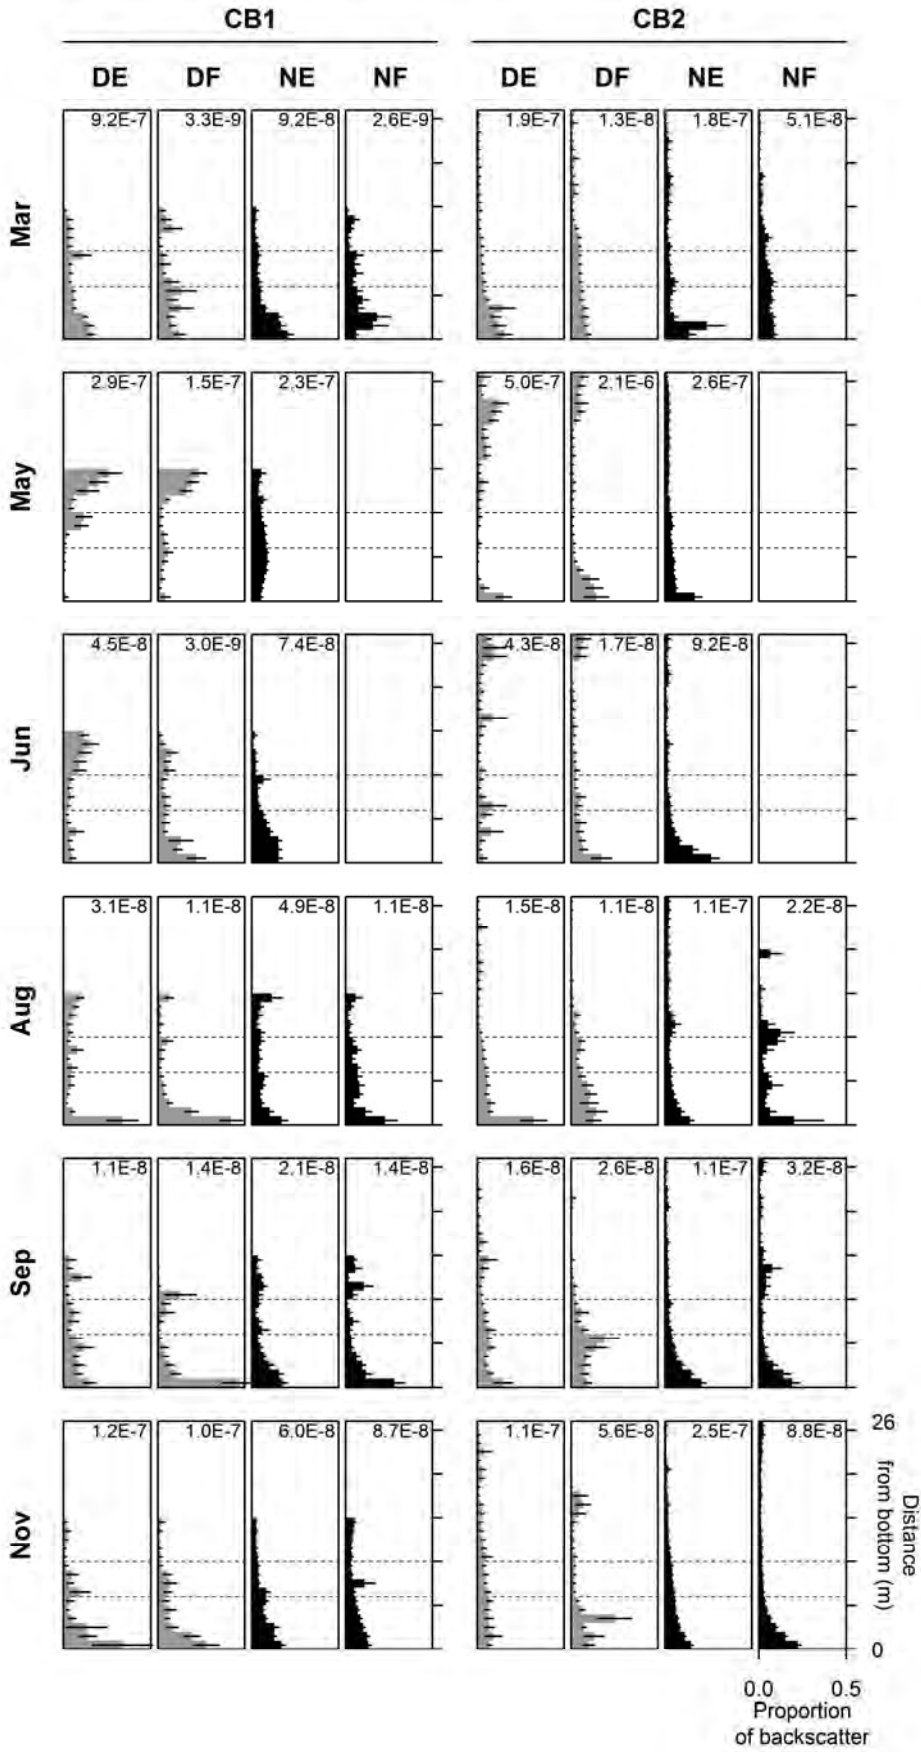 CB1 CB2
DE DF NE NF DE DF NE NF
Mar 9.2E-7 3.3E-9 9.2E-8 2.6E-9 1.9E-7 1.3E-8 1.8E-7 5.1E-8
May 2.9E-7 1.5E-7 2.3E-7 5.0E-7 2.1E-6 2.6E-7
Jun 4.5E-8 3.0E-9 7.4E-8 4.3E-8 1.7E-8 9.2E-8
Aug 3.1E-8 1.1E-8 4.9E-8 1.1E-8 1.5E-8 1.1E-8 1.1E-7 2.2E-8
Sep 1.1E-8 1.4E-8 2.1E-8 1.4E-8 1.6E-8 2.6E-8 1.1E-7 3.2E-8
Nov 1.2E-7 1.0E-7 6.0E-8 8.7E-8 1.1E-7 5.6E-8 2.5E-7 8.8E-8
26
Distance
from bottom (m)
0
0.0 0.5
Proportion
of backscatter